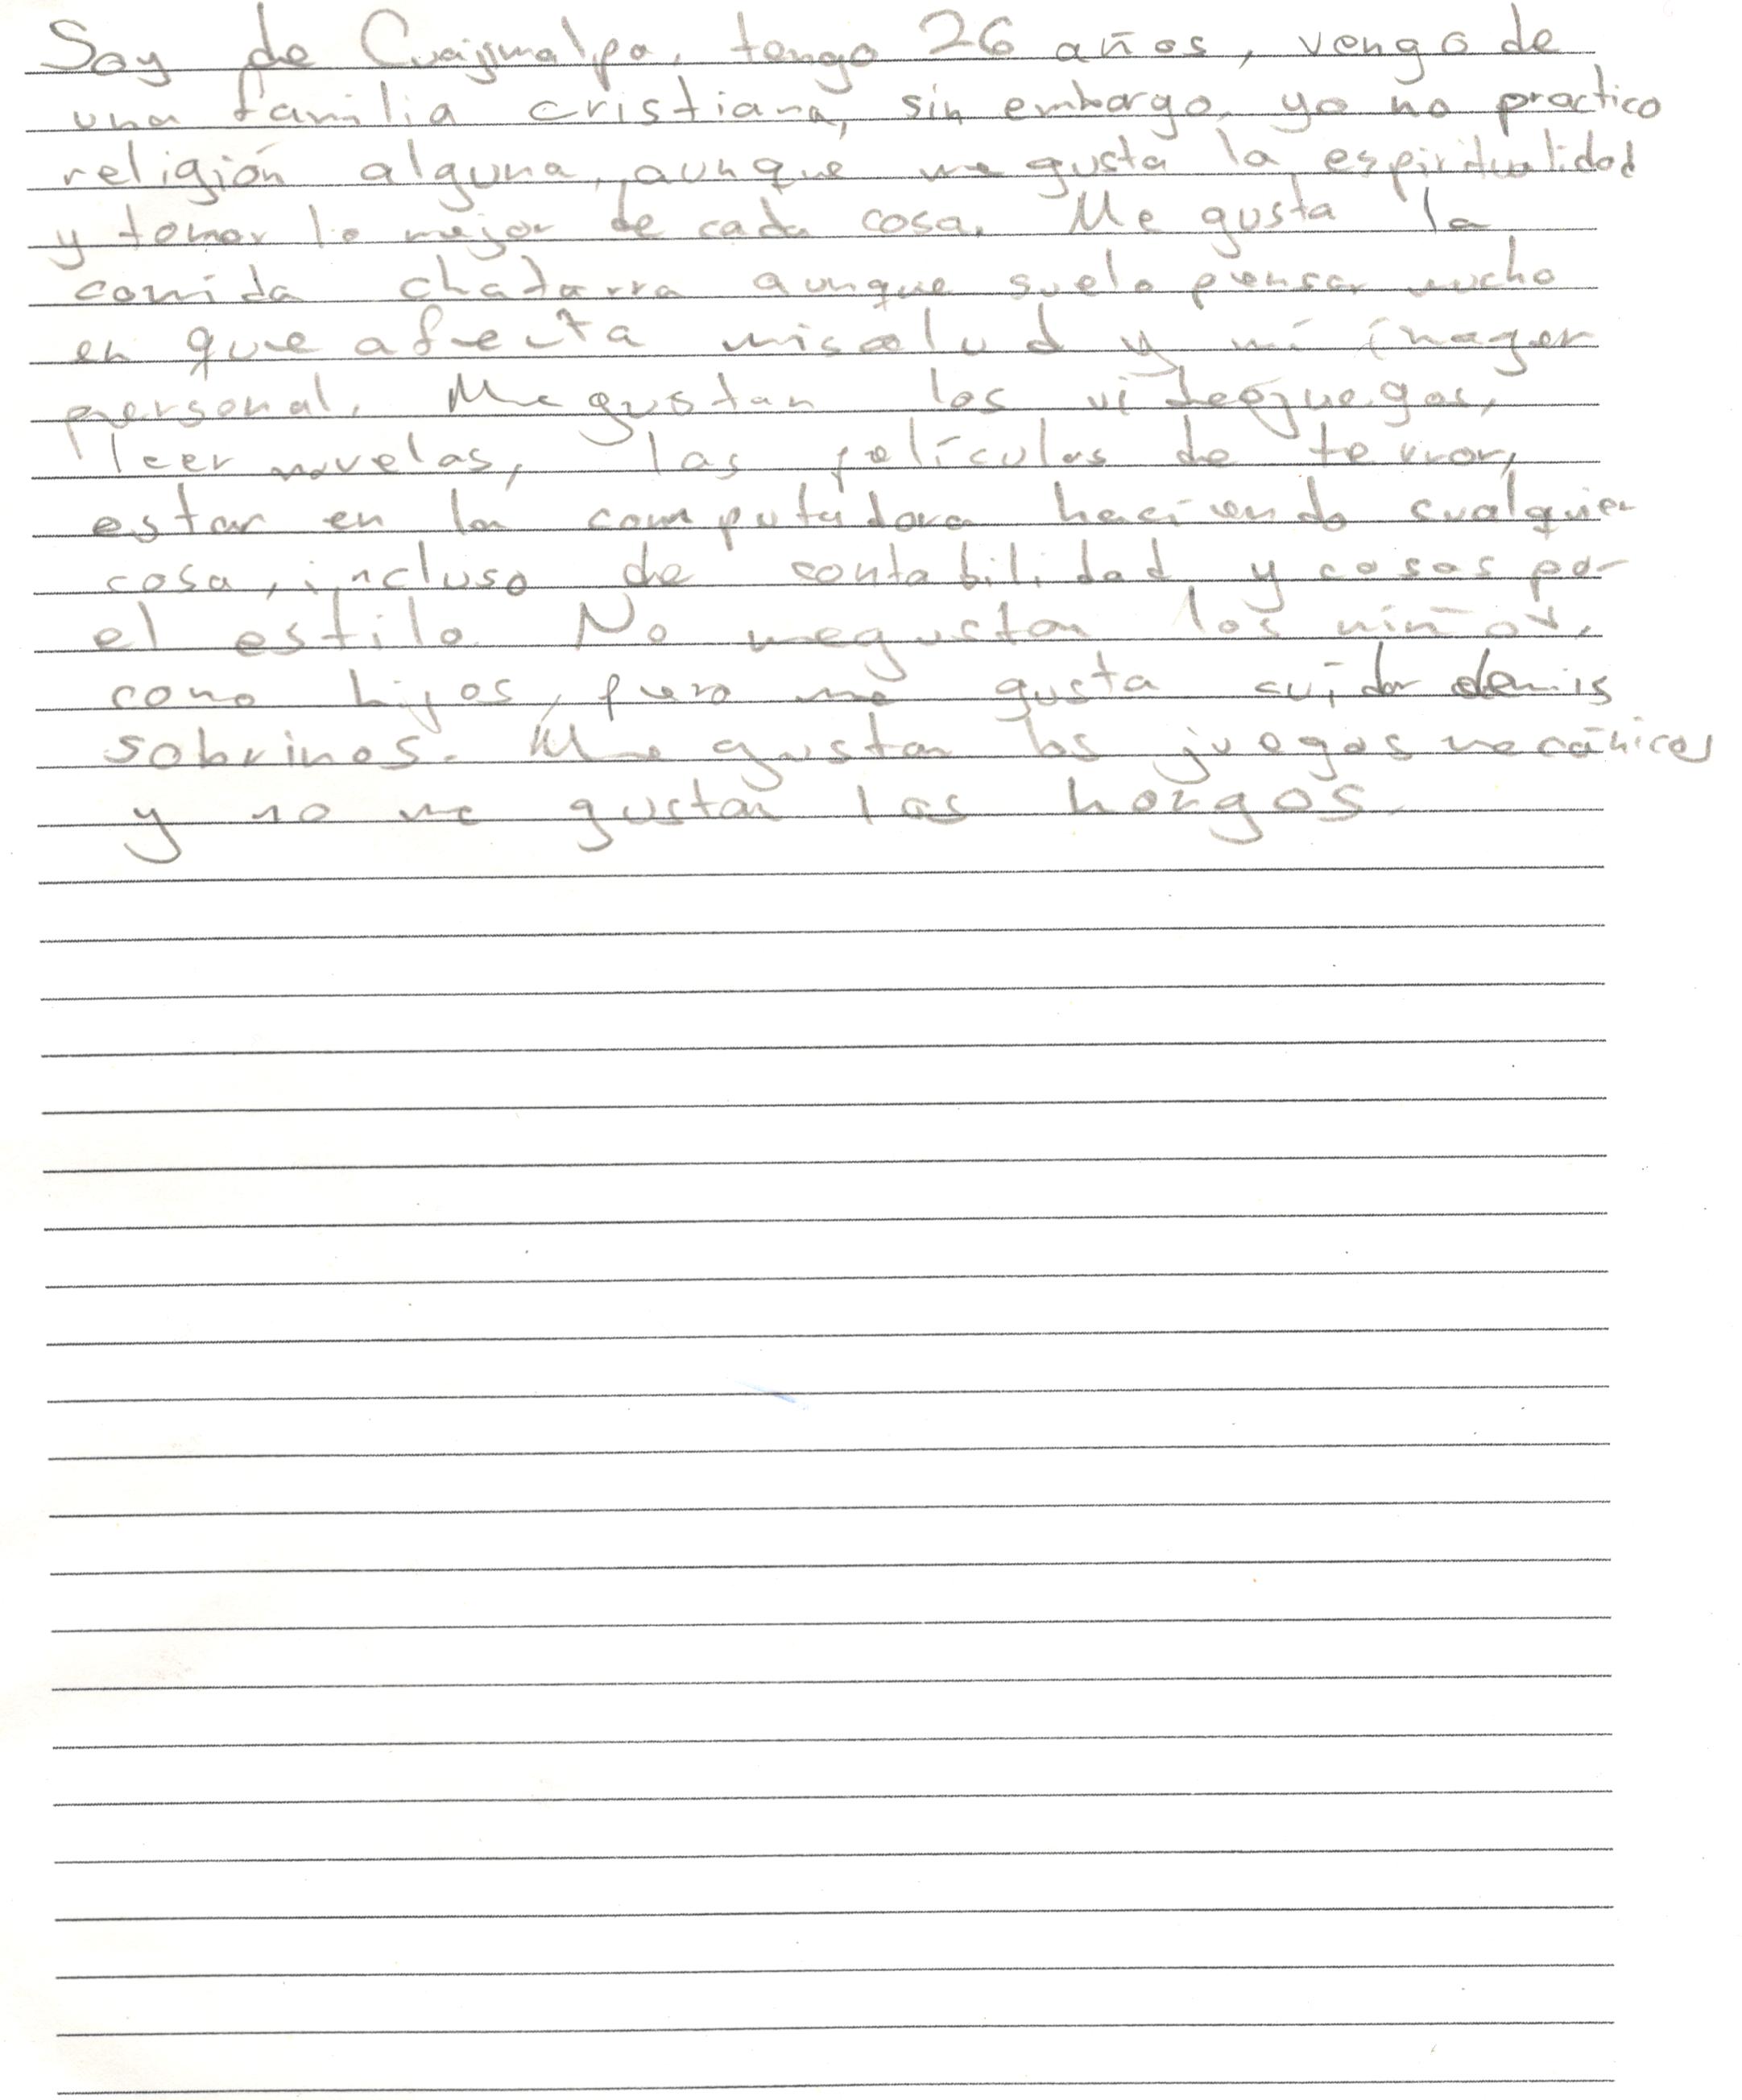 Soy de Cuajimalpa, tengo 26 años, vengo de
una familia cristiana, sin embargo, yo no practico
religión alguna, aunque me gusta la espiritualidad
y tomar lo mejor de cada cosa. Me gusta la
comida chatarra aunque suelo pensar mucho
en que afecta mi salud y mi imagen
personal. Me gustan los videojuegos,
leer novelas, las películas de terror,
estar en la computadora haciendo cualquier
cosa, incluso de contabilidad y cosas por
el estilo. No me gustan los niños,
como hijos, pero me gusta cuidar de mis
sobrinos. Me gustan los juegos mecánicos
y no me gustan los hongos.